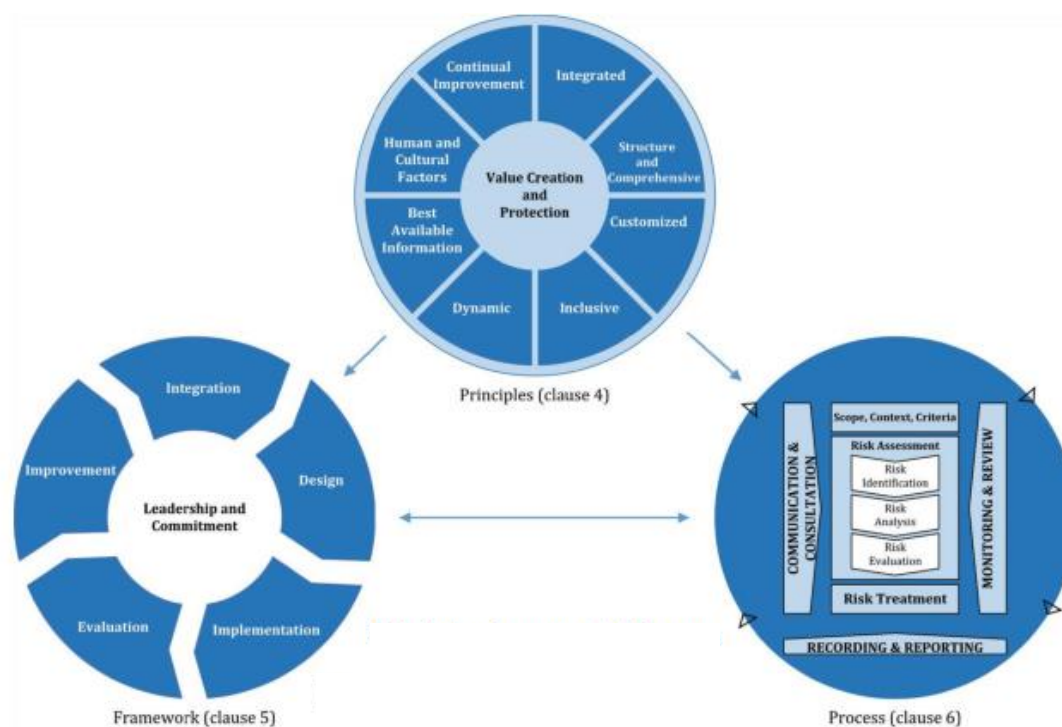 Continual
Improvement
Integrated
Human and
Cultural
Factors
Structure
and
Comprehensive
Value Creation
and
Protection
Best
Available
Information
Customized
Dynamic
Inclusive
Principles (clause 4)
Integration
Improvement
Design
Leadership and
Commitment
Evaluation
Implementation
Framework (clause 5)
Scope, Context, Criteria
Risk Assessment
Risk
Identification
Risk
Analysis
Risk
Evaluation
Risk Treatment
COMMUNICATION &
CONSULTATION
MONITORING & REVIEW
RECORDING & REPORTING
Process (clause 6)